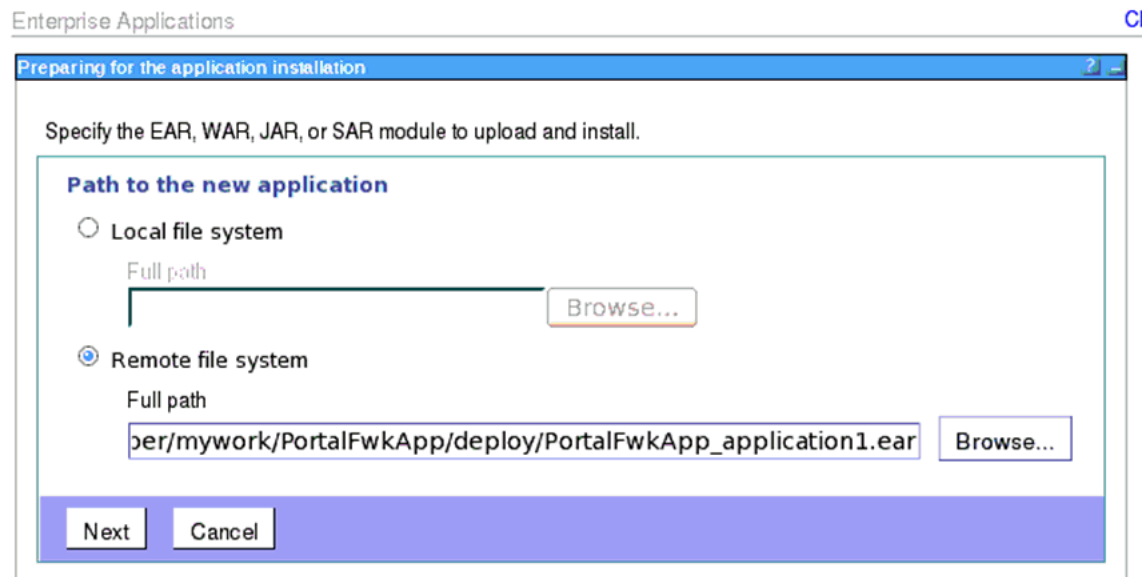 Enterprise Applications
Preparing for the application installation ?
Specify the EAR, WAR, JAR, or SAR module to upload and install.
Path to the new application
Local file system
Full path
Browse...
Remote file system
Full path
/mywork/PortalFwkApp/deploy/PortalFwkApp_application1.ear Browse...
Next Cancel